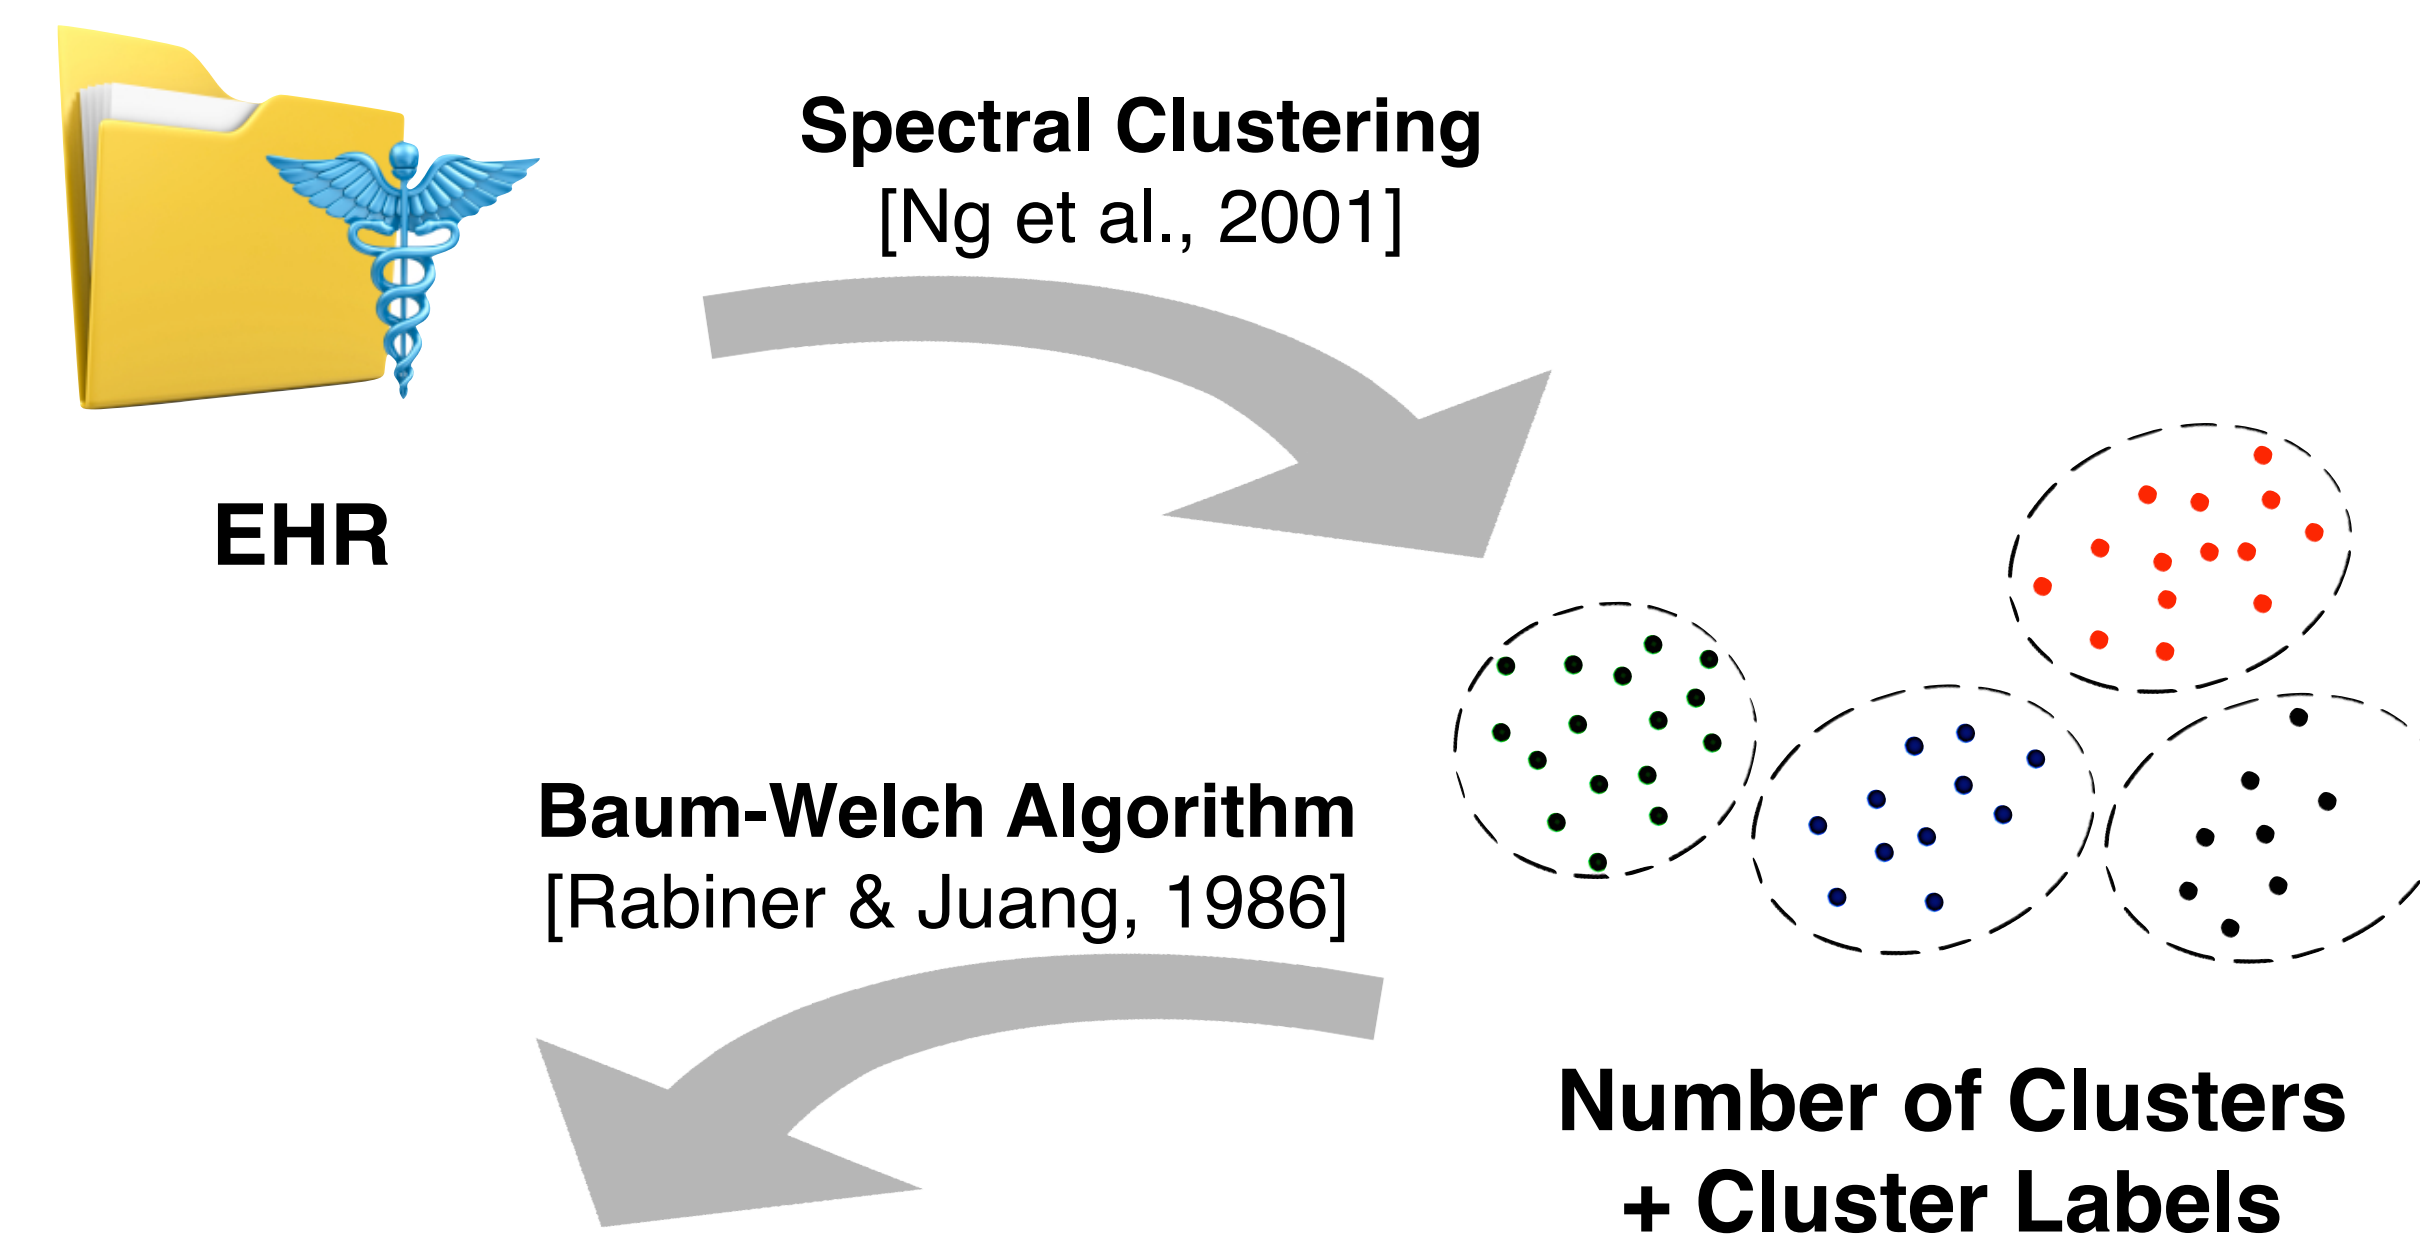 Spectral Clustering
[Ng et al., 2001]
EHR
Baum-Welch Algorithm
[Rabiner & Juang, 1986]
Number of Clusters
+ Cluster Labels